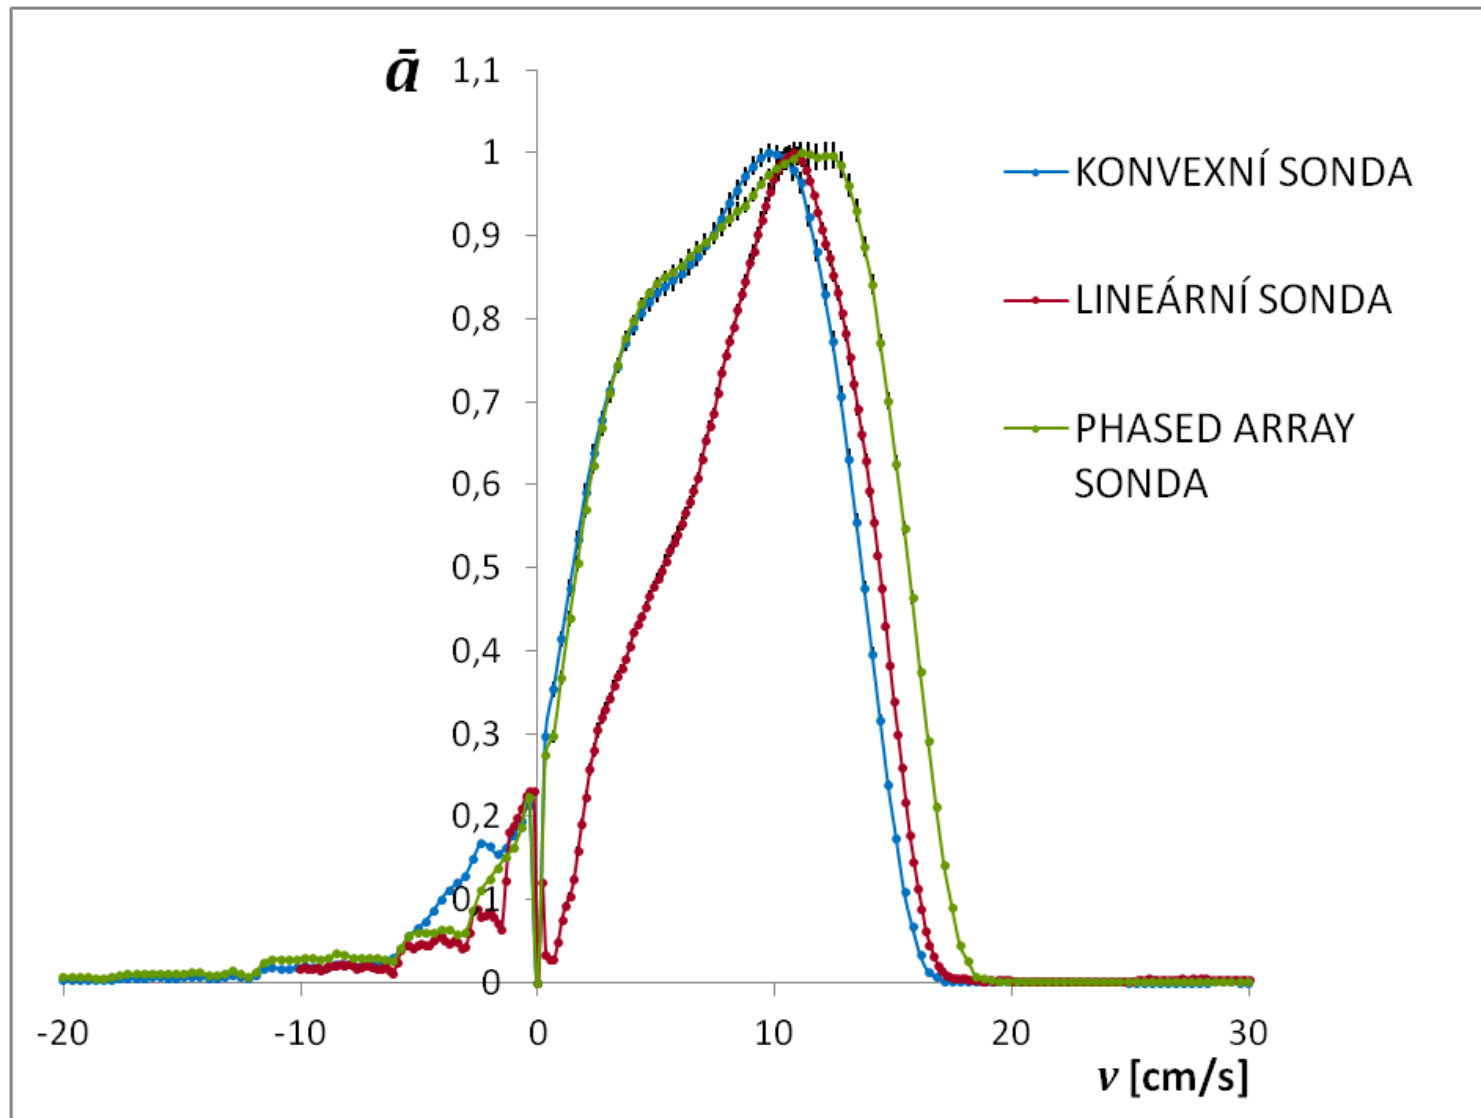 ā
1,1
1
0,9
0,8
0,7
0,6
0,5
0,4
0,3
0,2
0,1
0
-20 -10 0 10 20 30
v [cm/s]
KONVEXNÍ SONDA
LINEÁRNÍ SONDA
PHASED ARRAY
SONDA